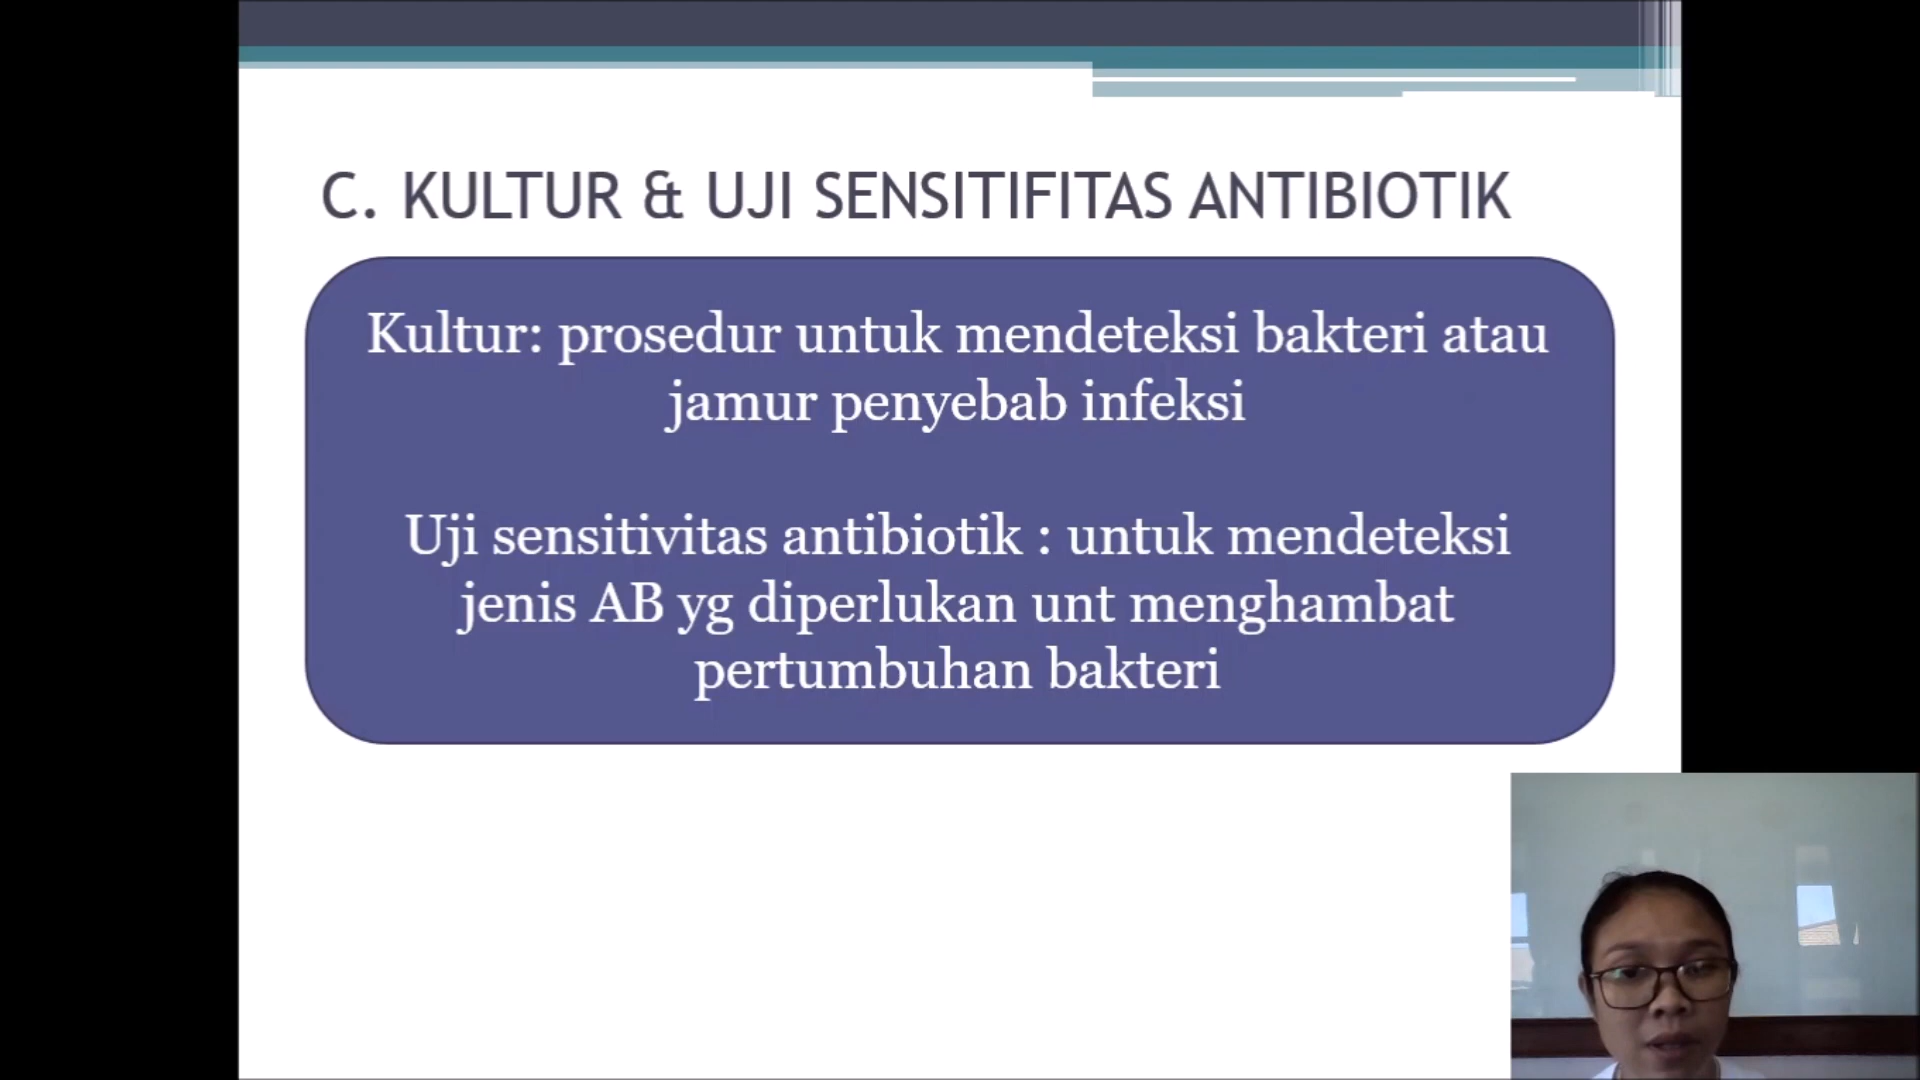 C. KULTUR & UJI SENSITIFITAS ANTIBIOTIK
Kultur: prosedur untuk mendeteksi bakteri atau
jamur penyebab infeksi
Uji sensitivitas antibiotik : untuk mendeteksi
jenis AB yg diperlukan unt menghambat
pertumbuhan bakteri